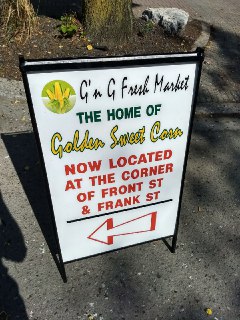 G'n G Fresh Market
THE HOME OF
Golden Sweet Corn
NOW LOCATED
AT THE CORNER
OF FRONT ST
& FRANK ST